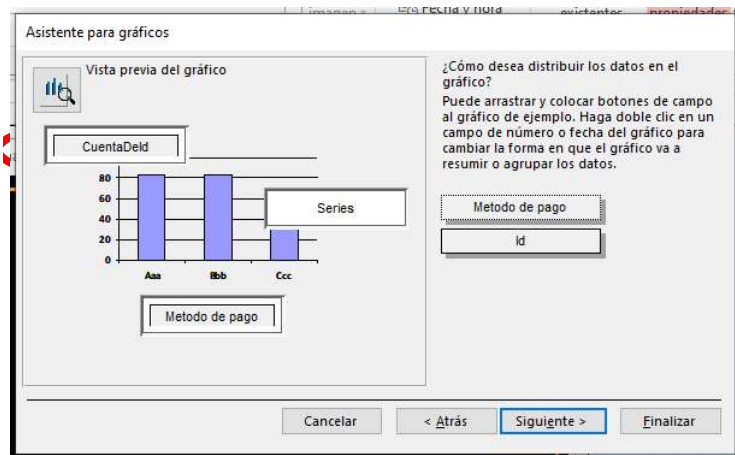 Fecha y hora
existentes
propiedades
Asistente para gráficos
Vista previa del gráfico
CuentaDeId
80
60
40
20
0
Series
Aaa
Bbb
Ccc
Metodo de pago
¿Cómo desea distribuir los datos en el
gráfico?
Puede arrastrar y colocar botones de campo
al gráfico de ejemplo. Haga doble clic en un
campo de número o fecha del gráfico para
cambiar la forma en que el gráfico va a
resumir o agrupar los datos.
Metodo de pago
Id
Cancelar
< Atrás
Siguiente >
Finalizar